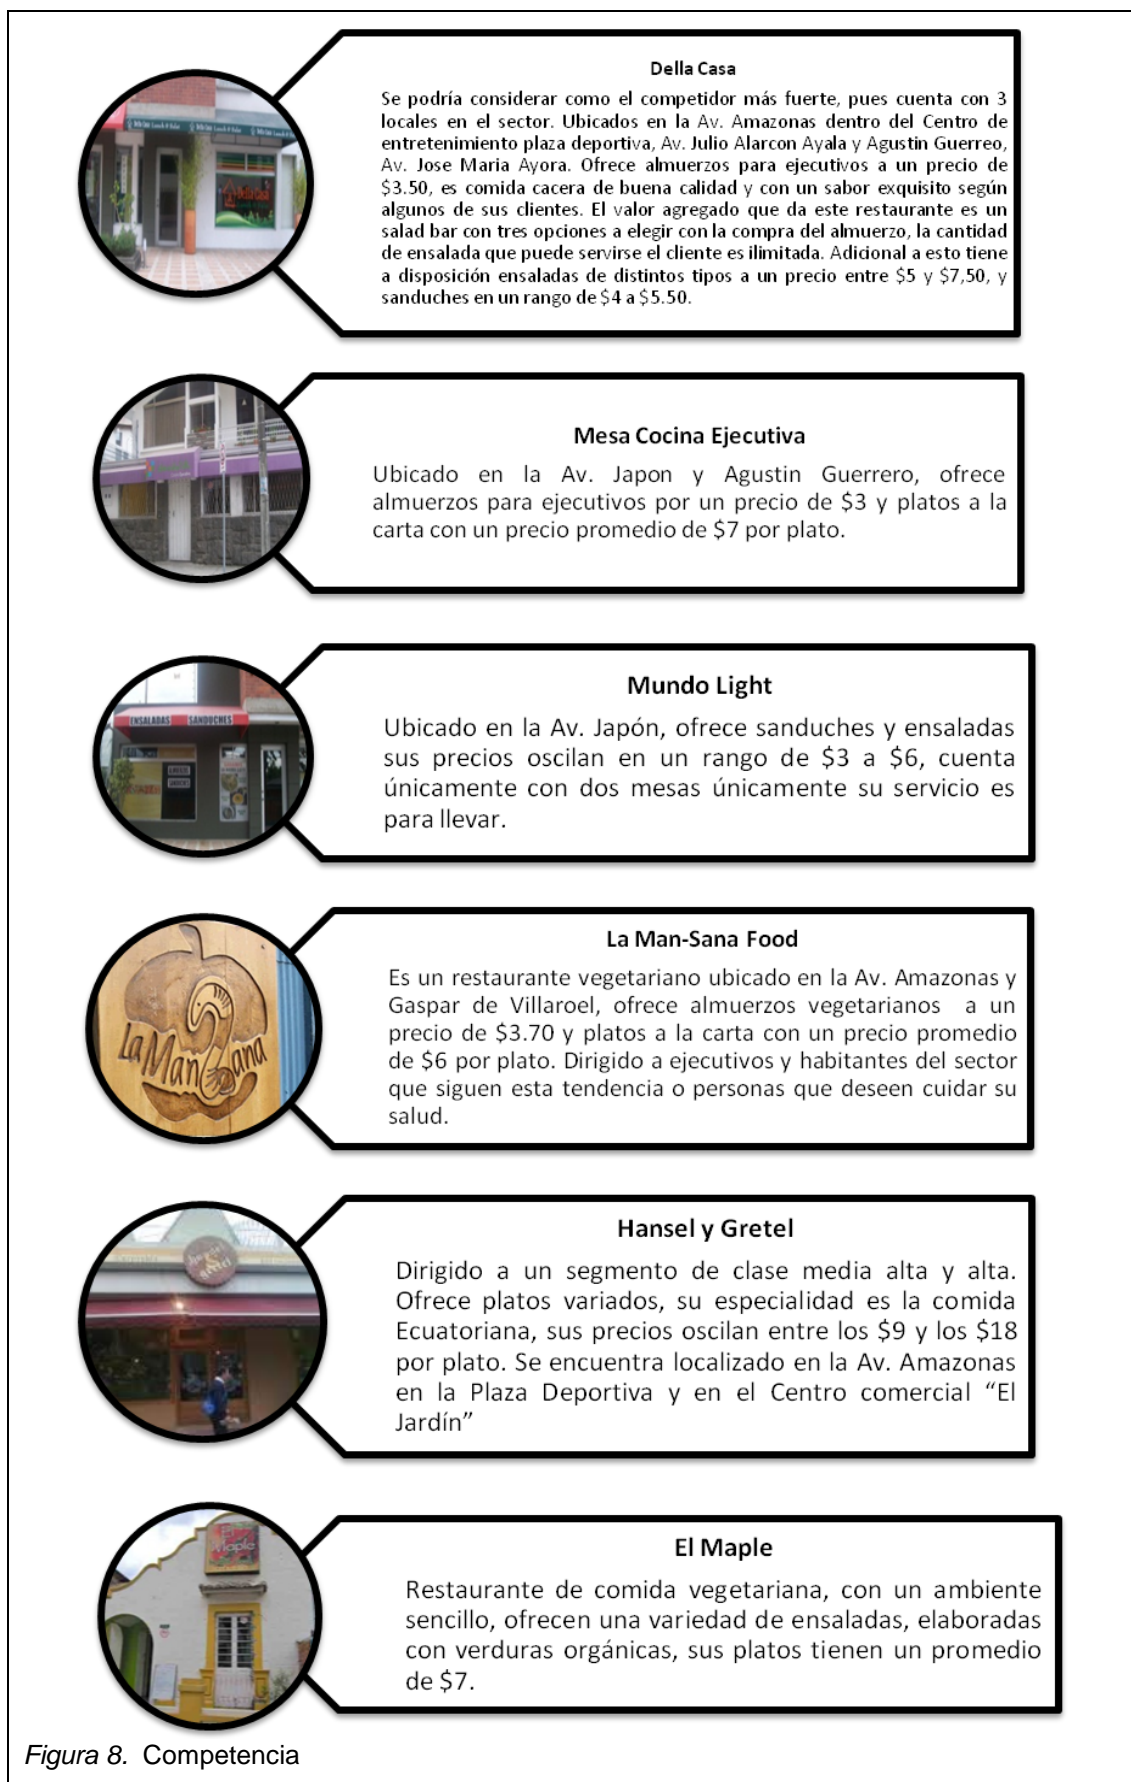 Della Casa
Se podría considerar como el competidor más fuerte, pues cuenta con 3
locales en el sector. Ubicados en la Av. Amazonas dentro del Centro de
entretenimiento plaza deportiva, Av. Julio Alarcon Ayala y Agustin Guerreo,
Av. Jose Maria Ayora. Ofrece almuerzos para ejecutivos a un precio de
$3.50, es comida cacera de buena calidad y con un sabor exquisito según
algunos de sus clientes. El valor agregado que da este restaurante es un
salad bar con tres opciones a elegir con la compra del almuerzo, la cantidad
de ensalada que puede servirse el cliente es ilimitada. Adicional a esto tiene
a disposición ensaladas de distintos tipos a un precio entre $5 y $7,50, y
sanduches en un rango de $4 a $5.50.
Della Casa
Mesa Cocina Ejecutiva
Ubicado en la Av. Japon y Agustin Guerrero, ofrece
almuerzos para ejecutivos por un precio de $3 y platos a la
carta con un precio promedio de $7 por plato.
Mundo Light
Ubicado en la Av. Japón, ofrece sanduches y ensaladas
sus precios oscilan en un rango de $3 a $6, cuenta
únicamente con dos mesas únicamente su servicio es
para llevar.
ENSALADAS SANDUCHES
La Man-Sana Food
Es un restaurante vegetariano ubicado en la Av. Amazonas y
Gaspar de Villaroel, ofrece almuerzos vegetarianos a un
precio de $3.70 y platos a la carta con un precio promedio
de $6 por plato. Dirigido a ejecutivos y habitantes del sector
que siguen esta tendencia o personas que deseen cuidar su
salud.
La Man Sana
Hansel y Gretel
Dirigido a un segmento de clase media alta y alta.
Ofrece platos variados, su especialidad es la comida
Ecuatoriana, sus precios oscilan entre los $9 y los $18
por plato. Se encuentra localizado en la Av. Amazonas
en la Plaza Deportiva y en el Centro comercial “El
Jardín”
hansel & gretel
El Maple
Restaurante de comida vegetariana, con un ambiente
sencillo, ofrecen una variedad de ensaladas, elaboradas
con verduras orgánicas, sus platos tienen un promedio
de $7.
El Maple
Figura 8. Competencia